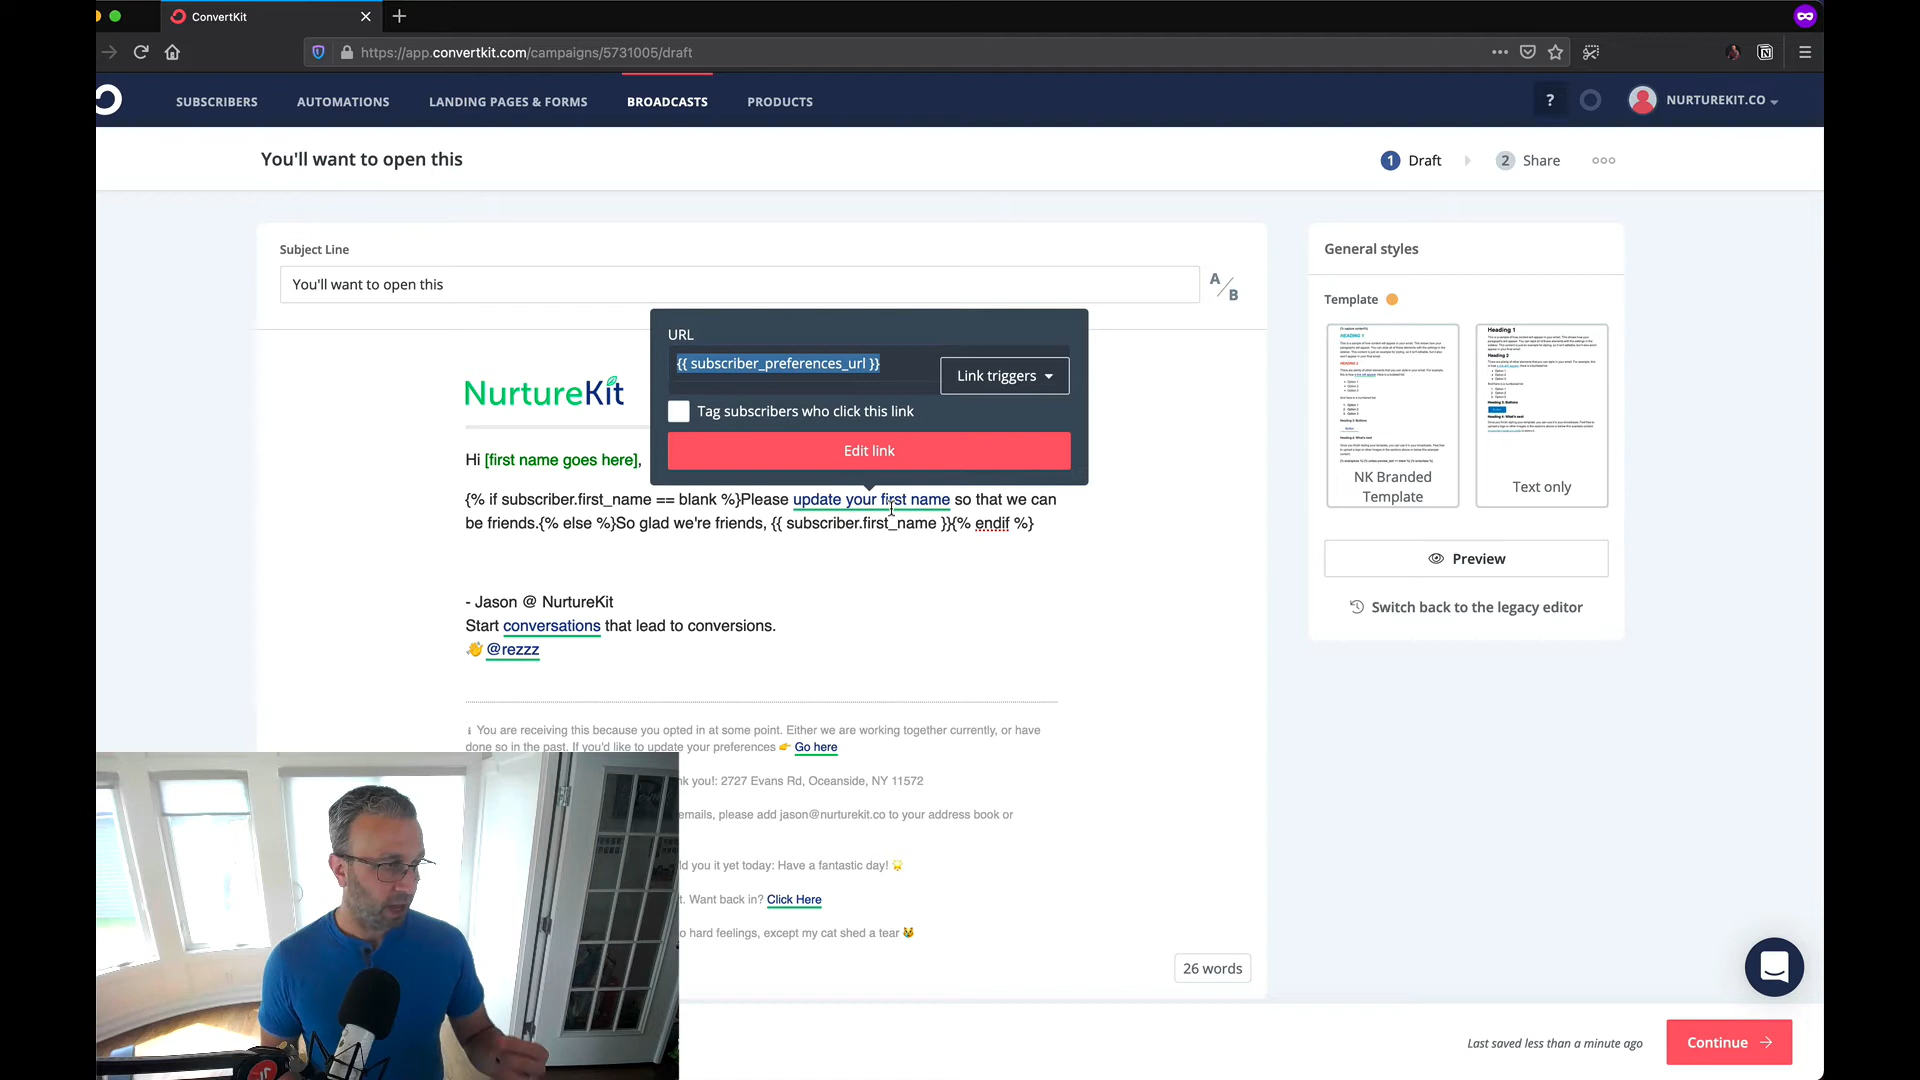 ConvertKit
https://app.convertkit.com/campaigns/5731005/draft
SUBSCRIBERS
AUTOMATIONS
LANDING PAGES & FORMS
BROADCASTS
PRODUCTS
?
NURTUREKIT.CO
You'll want to open this
1 Draft
2 Share
Subject Line
You'll want to open this
A/B
URL
{{ subscriber_preferences_url }}
Link triggers
Tag subscribers who click this link
Edit link
NurtureKit
Hi [first name goes here],
{% if subscriber.first_name == blank %}Please update your first name so that we can
be friends.{% else %}So glad we're friends, {{ subscriber.first_name }}{% endif %}
- Jason @ NurtureKit
Start conversations that lead to conversions.
👋 @rezzz
ℹ You are receiving this because you opted in at some point. Either we are working together currently, or have
done so in the past. If you'd like to update your preferences 👉 Go here
nk you!: 2727 Evans Rd, Oceanside, NY 11572
emails, please add jason@nurturekit.co to your address book or
ld you it yet today: Have a fantastic day! 🌟
t. Want back in? Click Here
o hard feelings, except my cat shed a tear 😿
26 words
General styles
Template
Heading 1
Heading 2
NK Branded
Template
Text only
Preview
Switch back to the legacy editor
Last saved less than a minute ago
Continue